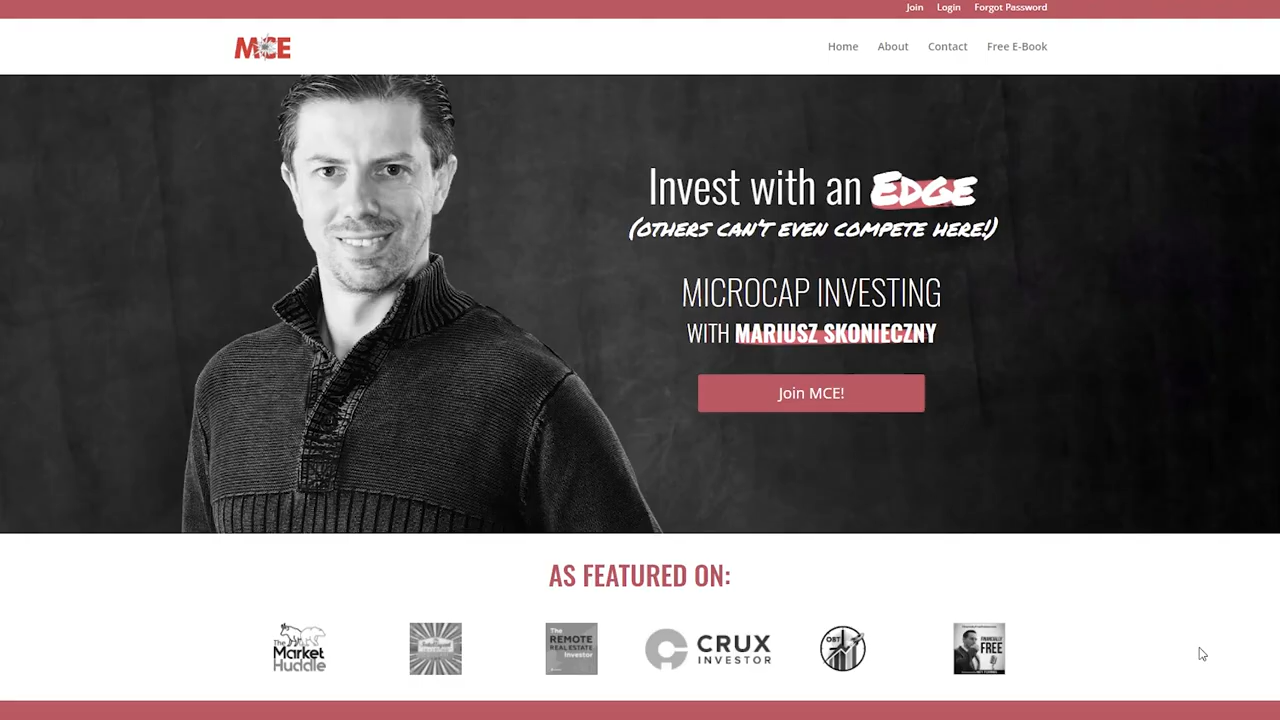 Join Login Forgot Password
MCE
Home About Contact Free E-Book
Invest with an EDGE
(OTHERS CAN'T EVEN COMPETE HERE!)
MICROCAP INVESTING
WITH MARIUSZ SKONIECZNY
Join MCE!
AS FEATURED ON:
The
Market
Huddle
The
REMOTE
REAL ESTATE
Investor
CRUX
INVESTOR
OBT
FINANCIALLY
FREE